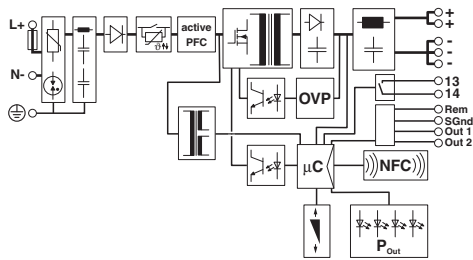 L+
N-
ϑ
active
PFC
OVP
+
+
-
-
-
13
14
Rem
SGnd
Out 1
Out 2
µC
NFC
P Out